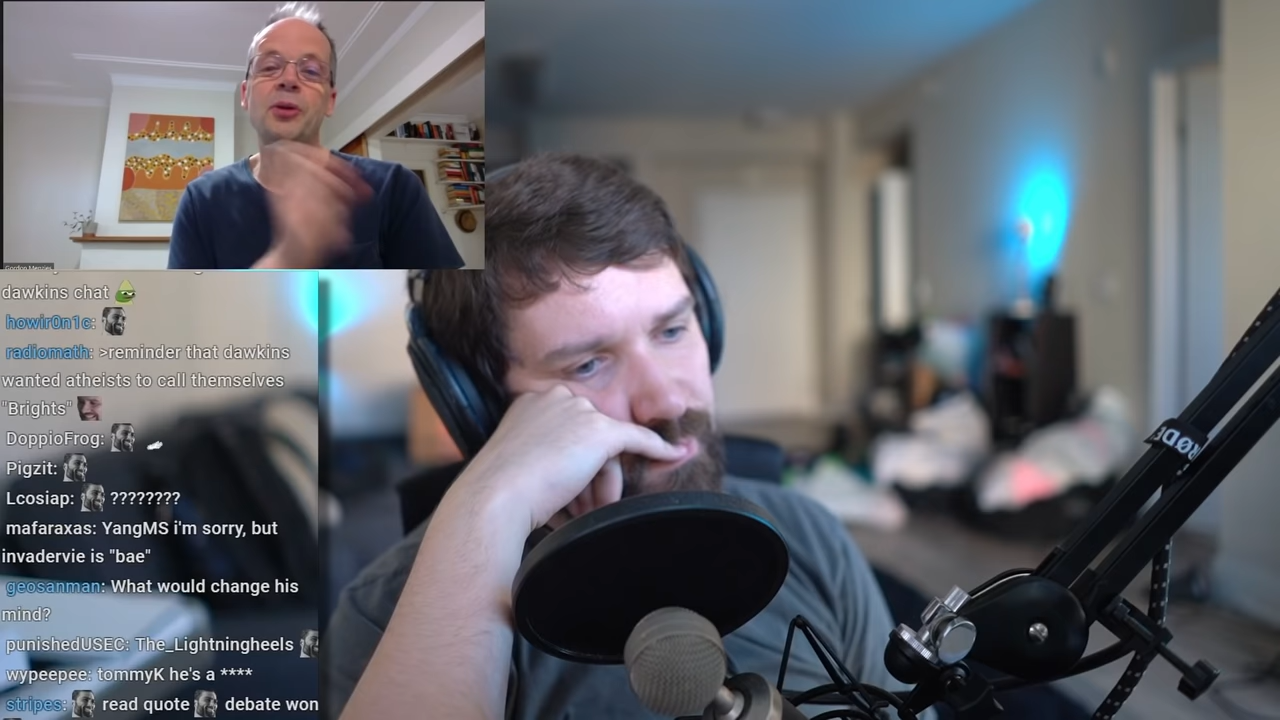 dawkins chat
howir0n1c:
radiomath: >reminder that dawkins
wanted atheists to call themselves
"Brights"
DoppioFrog:
Pigzit:
Lcosiap: ????????
mafaraxas: YangMS i'm sorry, but
invadervie is "bae"
geosanman: What would change his
mind?
punishedUSEC: The_Lightningheels
wypeepee: tommyK he's a ****
stripes: read quote debate won
RØDE